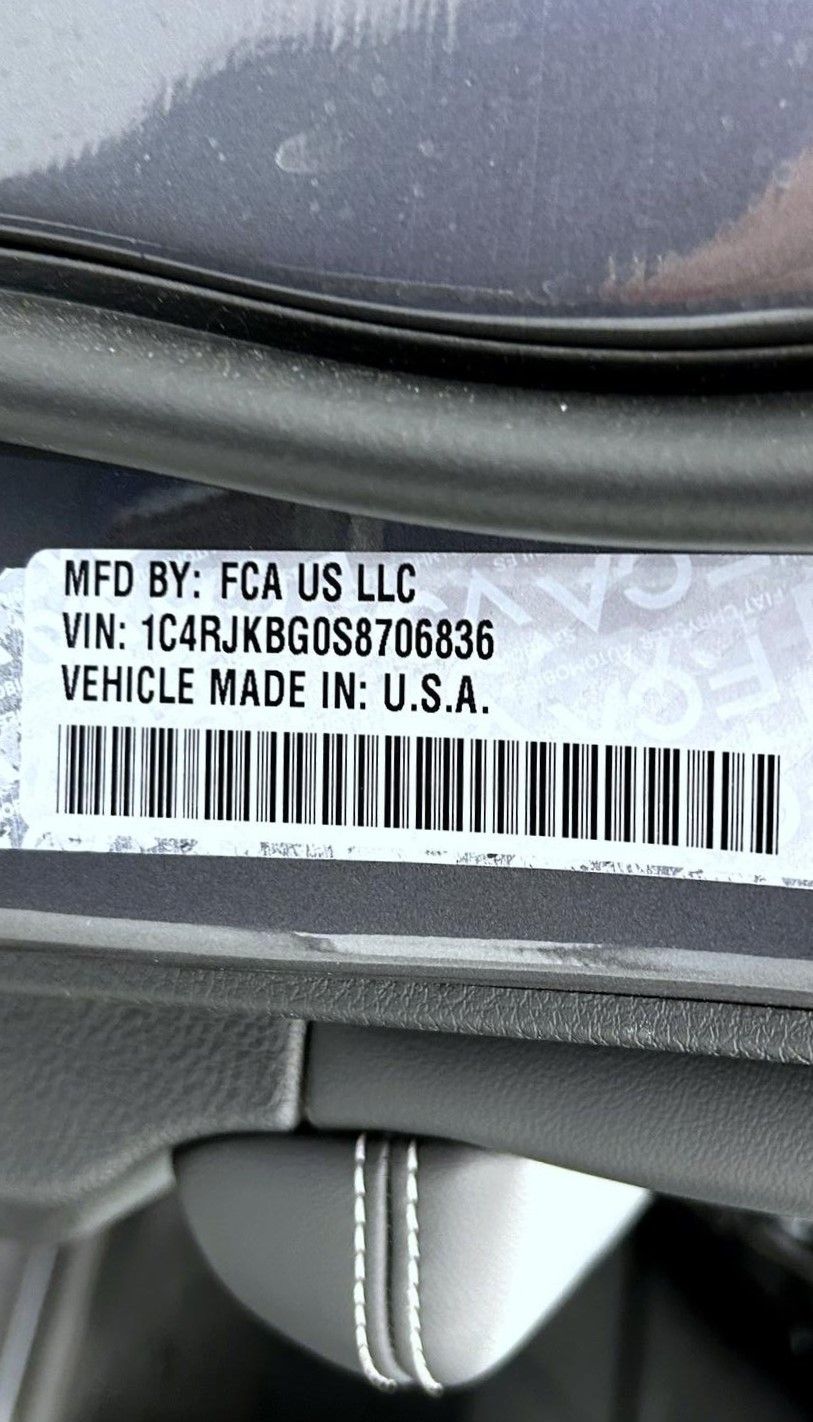 MFD BY: FCA US LLC
VIN: 1C4RJKBG0S8706836
VEHICLE MADE IN: U.S.A.